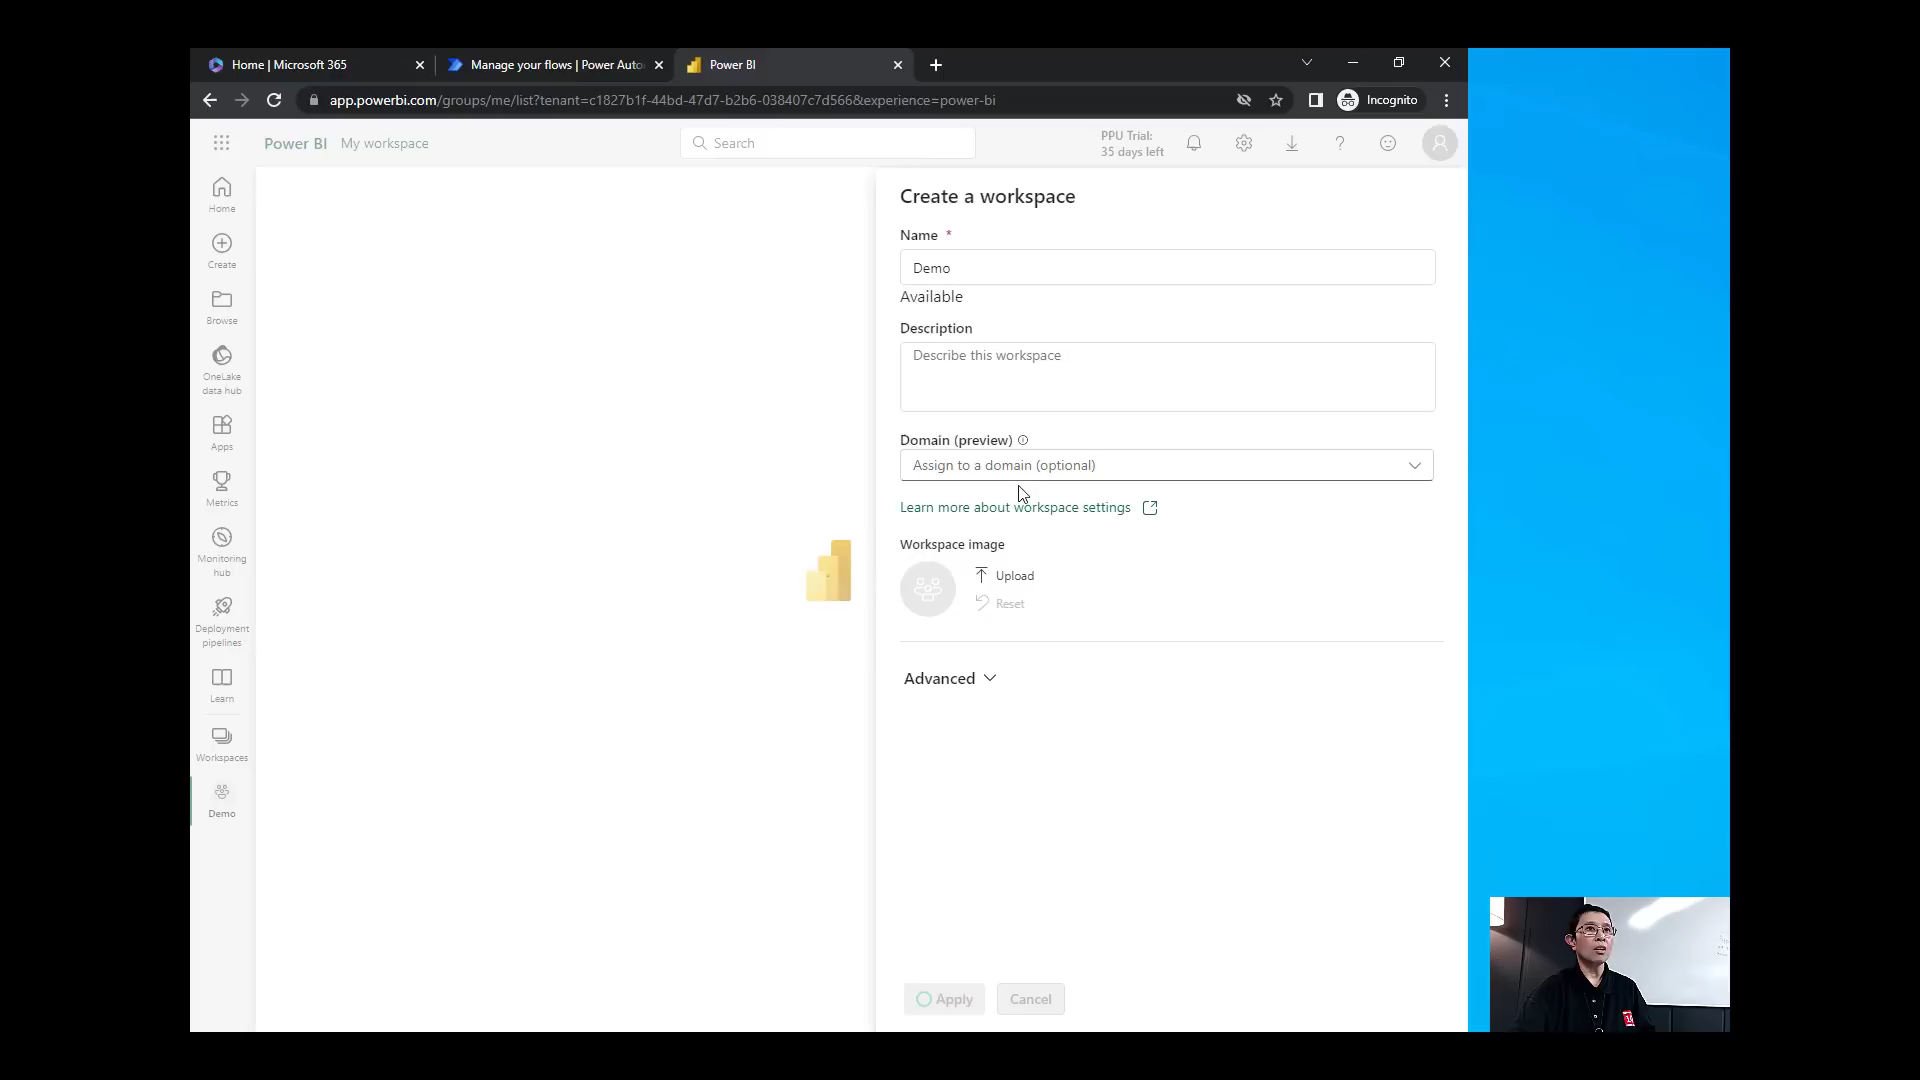 Home | Microsoft 365
Manage your flows | Power Auto
Power BI
app.powerbi.com/groups/me/list?tenant=c1827b1f-44bd-47d7-b2b6-038407c7d566&experience=power-bi
Incognito
Power BI My workspace
Search
PPU Trial:
35 days left
Home
Create
Browse
OneLake
data hub
Apps
Metrics
Monitoring
hub
Deployment
pipelines
Learn
Workspaces
Demo
Create a workspace
Name *
Demo
Available
Description
Describe this workspace
Domain (preview)
Assign to a domain (optional)
Learn more about workspace settings
Workspace image
Upload
Reset
Advanced
Apply
Cancel